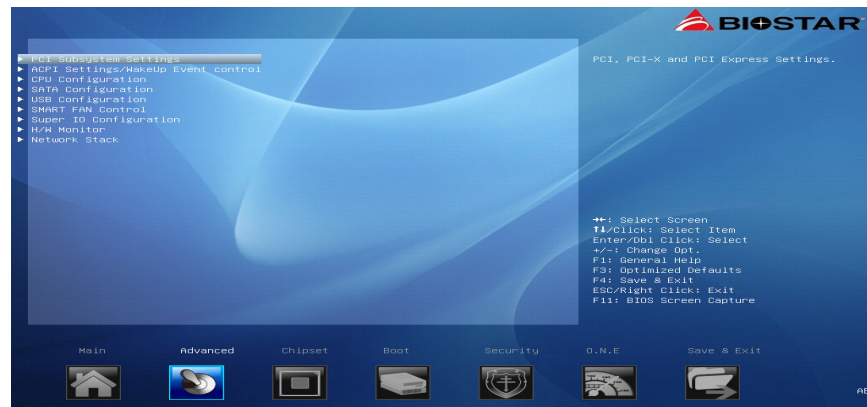 BIOSTAR
PCI Subsystem Settings
ACPI Settings/WakeUp Event control
CPU Configuration
SATA Configuration
USB Configuration
SMART FAN Control
Super IO Configuration
H/W Monitor
Network Stack
PCI, PCI-X and PCI Express Settings.
→←: Select Screen
↑↓/Click: Select Item
Enter/Dbl Click: Select
+/-: Change Opt.
F1: General Help
F3: Optimized Defaults
F4: Save & Exit
ESC/Right Click: Exit
F11: BIOS Screen Capture
Main Advanced Chipset Boot Security O.N.E Save & Exit